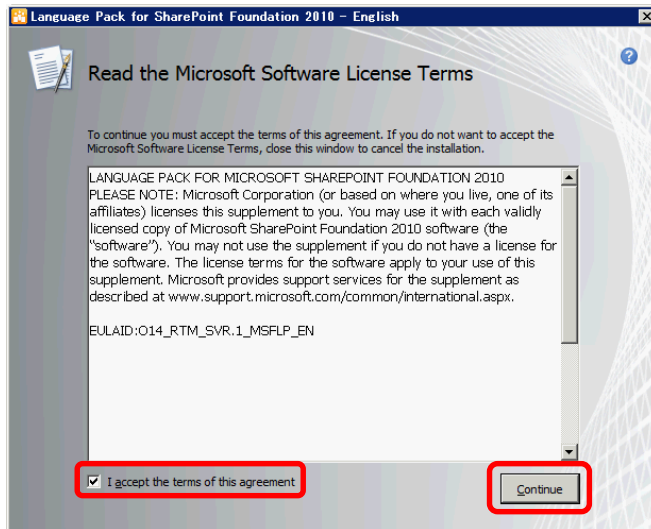 Language Pack for SharePoint Foundation 2010 - English
Read the Microsoft Software License Terms
To continue you must accept the terms of this agreement. If you do not want to accept the
Microsoft Software License Terms, close this window to cancel the installation.
LANGUAGE PACK FOR MICROSOFT SHAREPOINT FOUNDATION 2010
PLEASE NOTE: Microsoft Corporation (or based on where you live, one of its
affiliates) licenses this supplement to you. You may use it with each validly
licensed copy of Microsoft SharePoint Foundation 2010 software (the
"software"). You may not use the supplement if you do not have a license for
the software. The license terms for the software apply to your use of this
supplement. Microsoft provides support services for the supplement as
described at www.support.microsoft.com/common/international.aspx.
EULAID:O14_RTM_SVR.1_MSFLP_EN
I accept the terms of this agreement
Continue